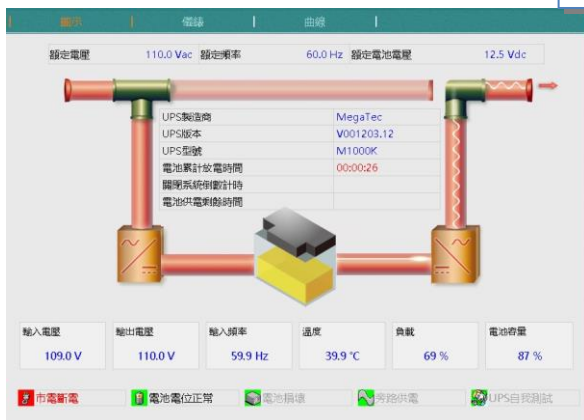 圖示 儀錶 曲線
額定電壓 110.0 Vac 額定頻率 60.0 Hz 額定電池電壓 12.5 Vdc
UPS製造商 MegaTec
UPS版本 V001203.12
UPS型號 M1000K
電池累計放電時間 00:00:26
關閉系統倒數計時
電池供電剩餘時間
輸入電壓 輸出電壓 輸入頻率 溫度 負載 電池容量
109.0 V 110.0 V 59.9 Hz 39.9 °C 69 % 87 %
市電斷電 電池電位正常 電池損壞 旁路供電 UPS自我測試